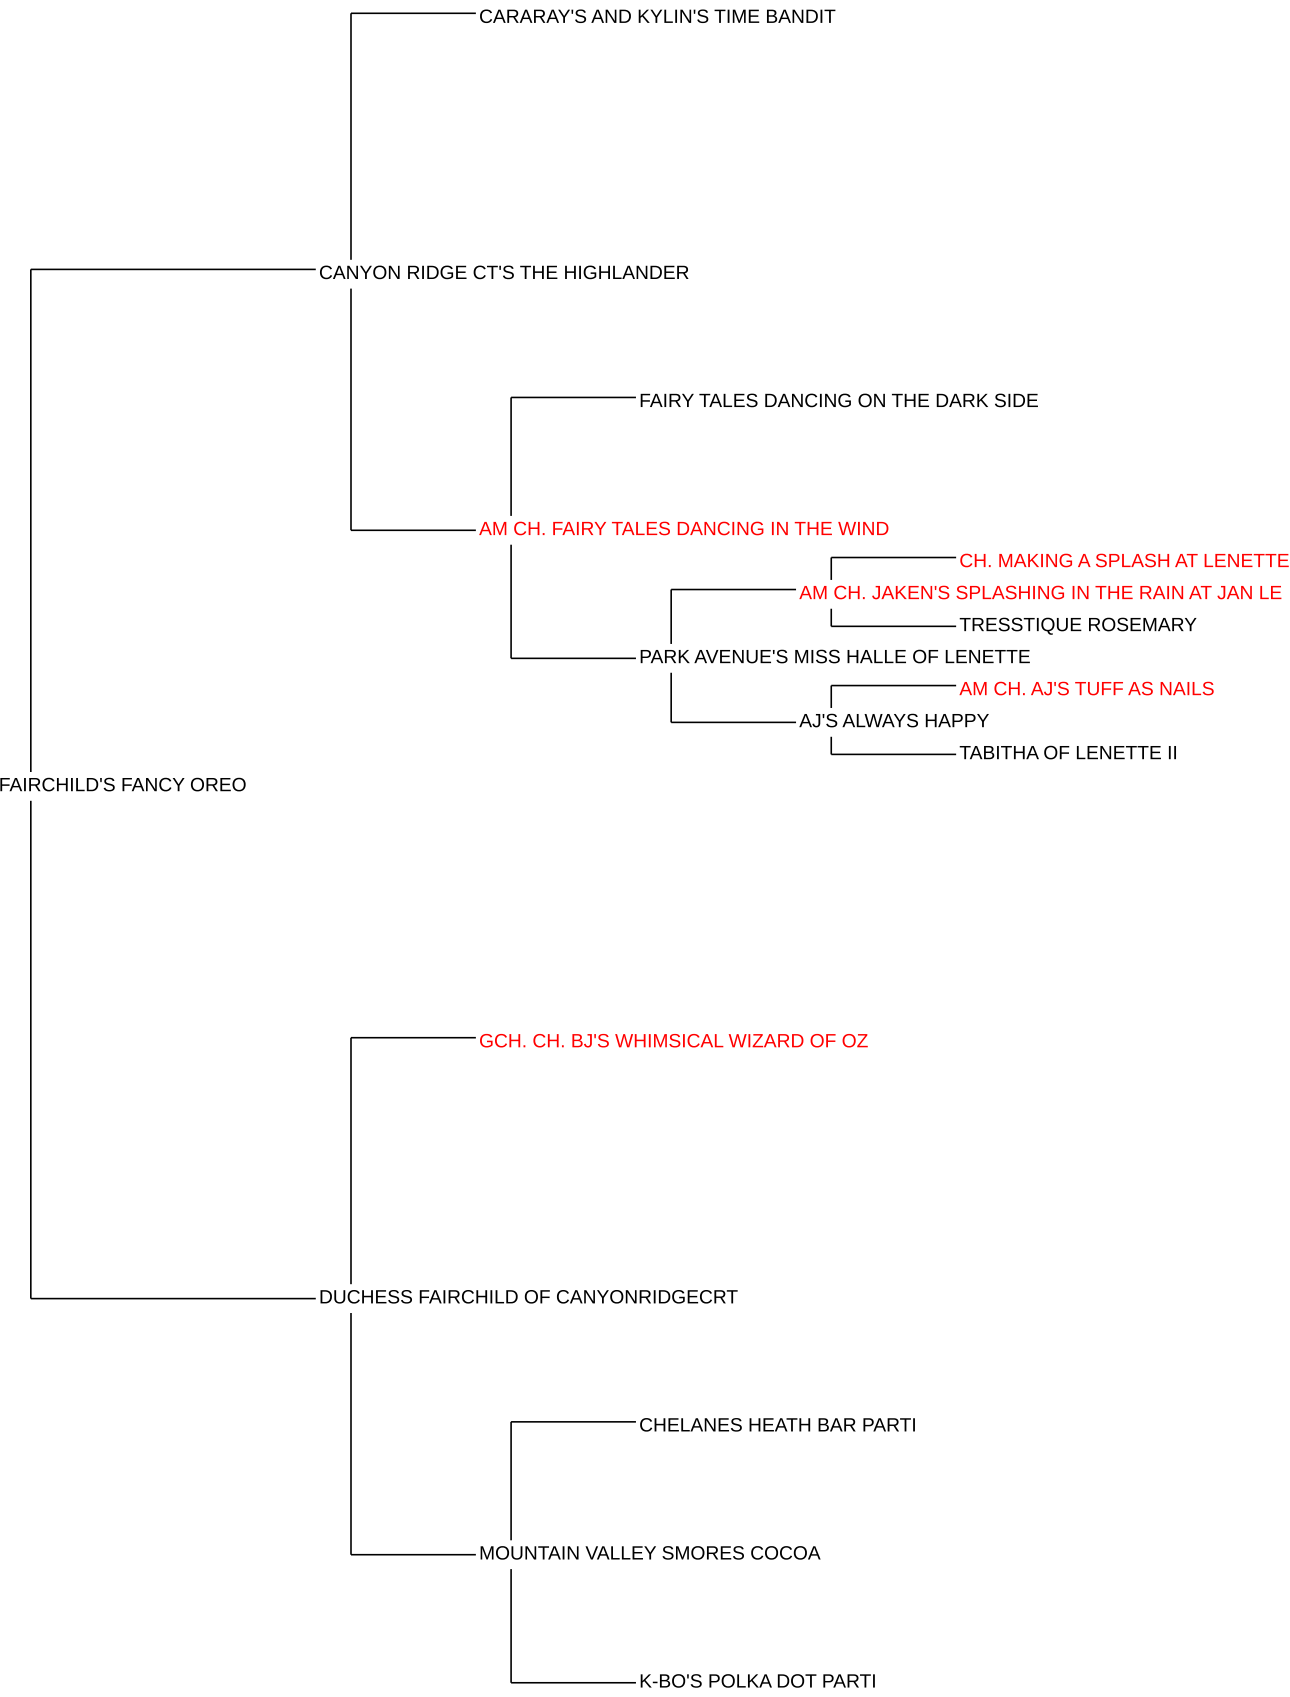 CARARAY'S AND KYLIN'S TIME BANDIT
CANYON RIDGE CT'S THE HIGHLANDER
FAIRY TALES DANCING ON THE DARK SIDE
AM CH. FAIRY TALES DANCING IN THE WIND
CH. MAKING A SPLASH AT LENETTE
AM CH. JAKEN'S SPLASHING IN THE RAIN AT JAN LE
TRESSTIQUE ROSEMARY
PARK AVENUE'S MISS HALLE OF LENETTE
AM CH. AJ'S TUFF AS NAILS
AJ'S ALWAYS HAPPY
TABITHA OF LENETTE II
FAIRCHILD'S FANCY OREO
GCH. CH. BJ'S WHIMSICAL WIZARD OF OZ
DUCHESS FAIRCHILD OF CANYONRIDGECRT
CHELANES HEATH BAR PARTI
MOUNTAIN VALLEY SMORES COCOA
K-BO'S POLKA DOT PARTI